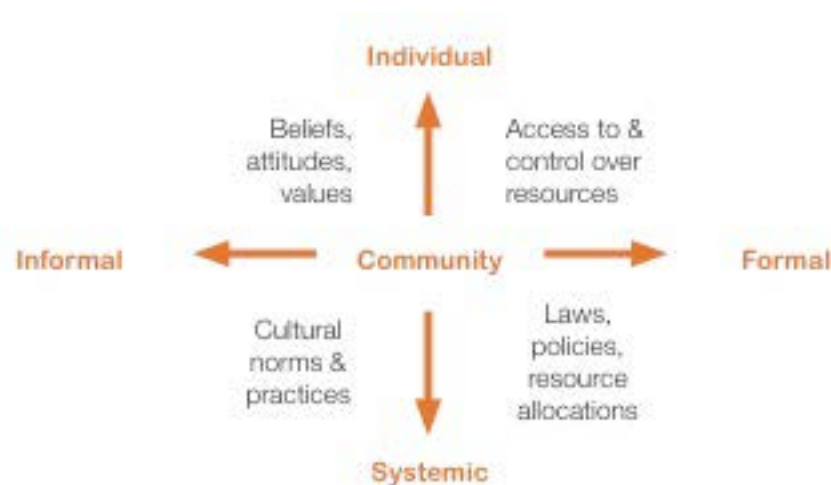 Individual
Beliefs,
attitudes,
values
Access to &
control over
resources
Informal
Community
Formal
Cultural
norms &
practices
Laws,
policies,
resource
allocations
Systemic